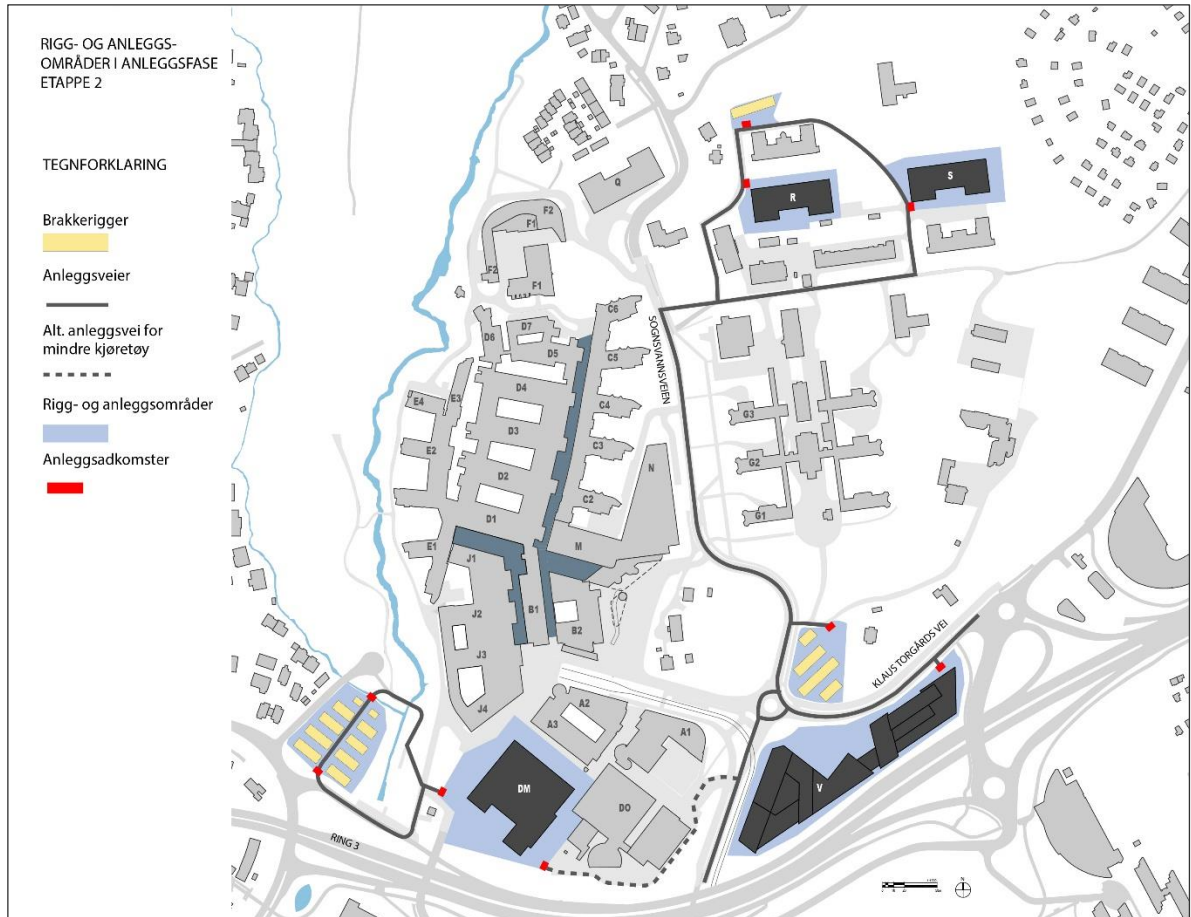 RIGG- OG ANLEGGS-
OMRÅDER I ANLEGGSFASE
ETAPPE 2
TEGNFORKLARING
Brakkerigger
Anleggsveier
Alt. anleggsvei for
mindre kjøretøy
Rigg- og anleggsområder
Anleggsadkomster
S
R
Q
F2
F1
F2
F1
C6
SOGNSVANNSVEIEN
D7
D6
D5
C5
D4
E4
E3
C4
G3
D3
C3
E2
N
G2
D2
C2
D1
G1
M
E1
J1
B1
J2
B2
J3
KLAUS TORGÅRDS VEI
J4
A2
A3
A1
DM
V
DO
RING 3
N